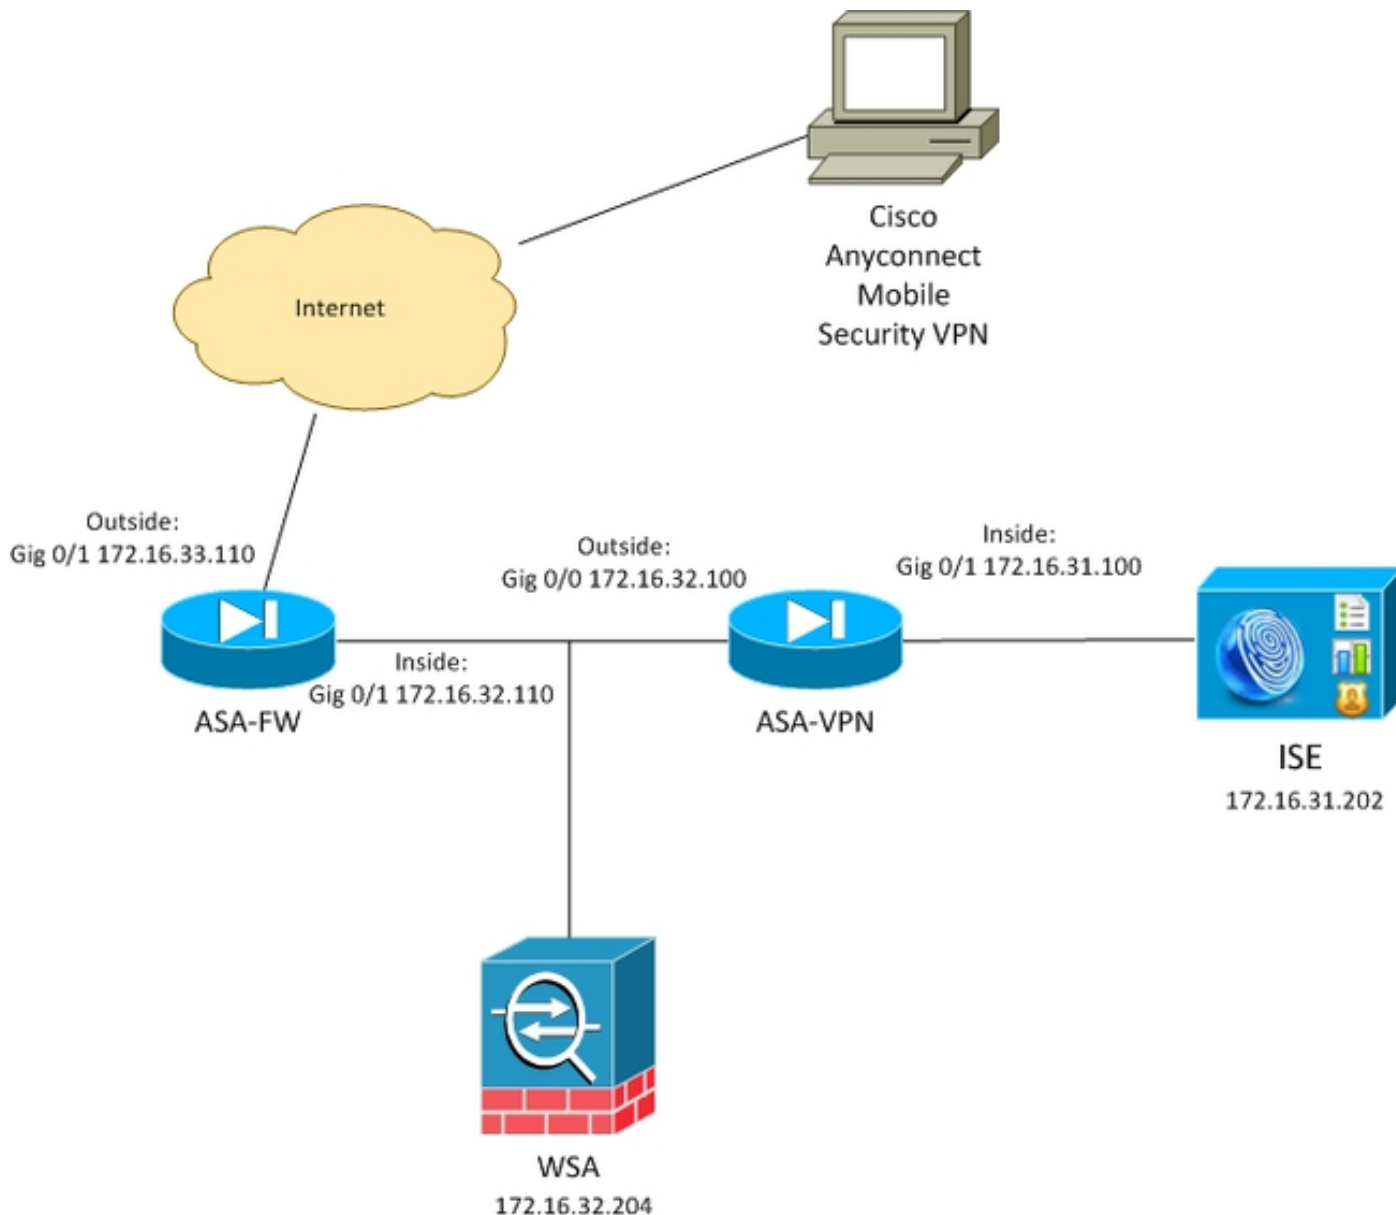 Cisco
Anyconnect
Mobile
Security VPN
Internet
Outside:
Gig 0/1 172.16.33.110
Outside:
Gig 0/0 172.16.32.100
Inside:
Gig 0/1 172.16.31.100
Inside:
Gig 0/1 172.16.32.110
ASA-FW
ASA-VPN
ISE
172.16.31.202
WSA
172.16.32.204